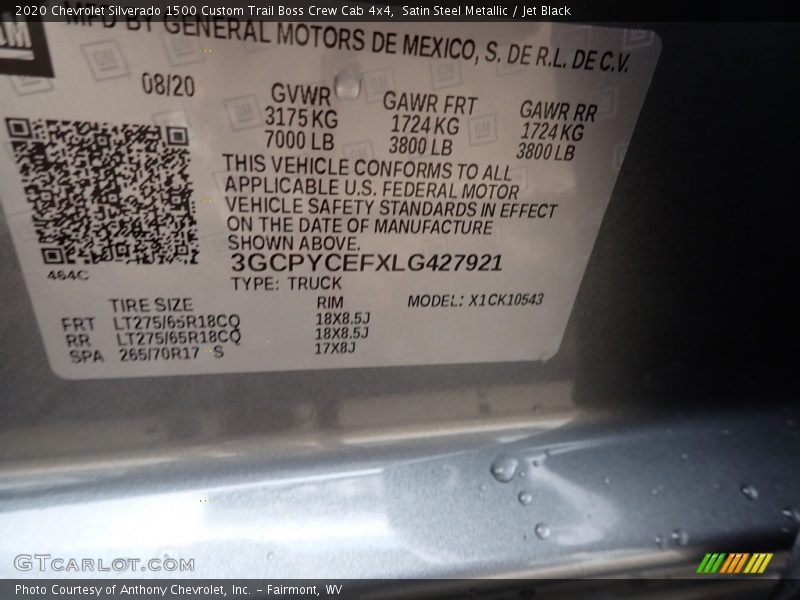 2020 Chevrolet Silverado 1500 Custom Trail Boss Crew Cab 4x4, Satin Steel Metallic / Jet Black
GM
MFD BY GENERAL MOTORS DE MEXICO, S. DE R.L. DE C.V.
08/20
GVWR GAWR FRT GAWR RR
3175 KG 1724 KG 1724 KG
7000 LB 3800 LB 3800 LB
THIS VEHICLE CONFORMS TO ALL
APPLICABLE U.S. FEDERAL MOTOR
VEHICLE SAFETY STANDARDS IN EFFECT
ON THE DATE OF MANUFACTURE
SHOWN ABOVE.
464C
3GCPYCEFXLG427921
TYPE: TRUCK
TIRE SIZE RIM MODEL: X1CK10543
FRT LT275/65R18CQ 18X8.5J
RR LT275/65R18CQ 18X8.5J
SPA 265/70R17 S 17X8J
GTcarlot.com
Photo Courtesy of Anthony Chevrolet, Inc. – Fairmont, WV